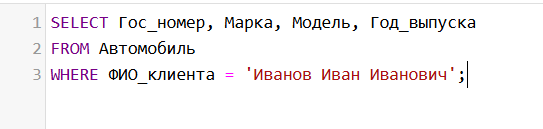 1 SELECT Гос_номер, Марка, Модель, Год_выпуска
2 FROM Автомобиль
3 WHERE ФИО_клиента = 'Иванов Иван Иванович';